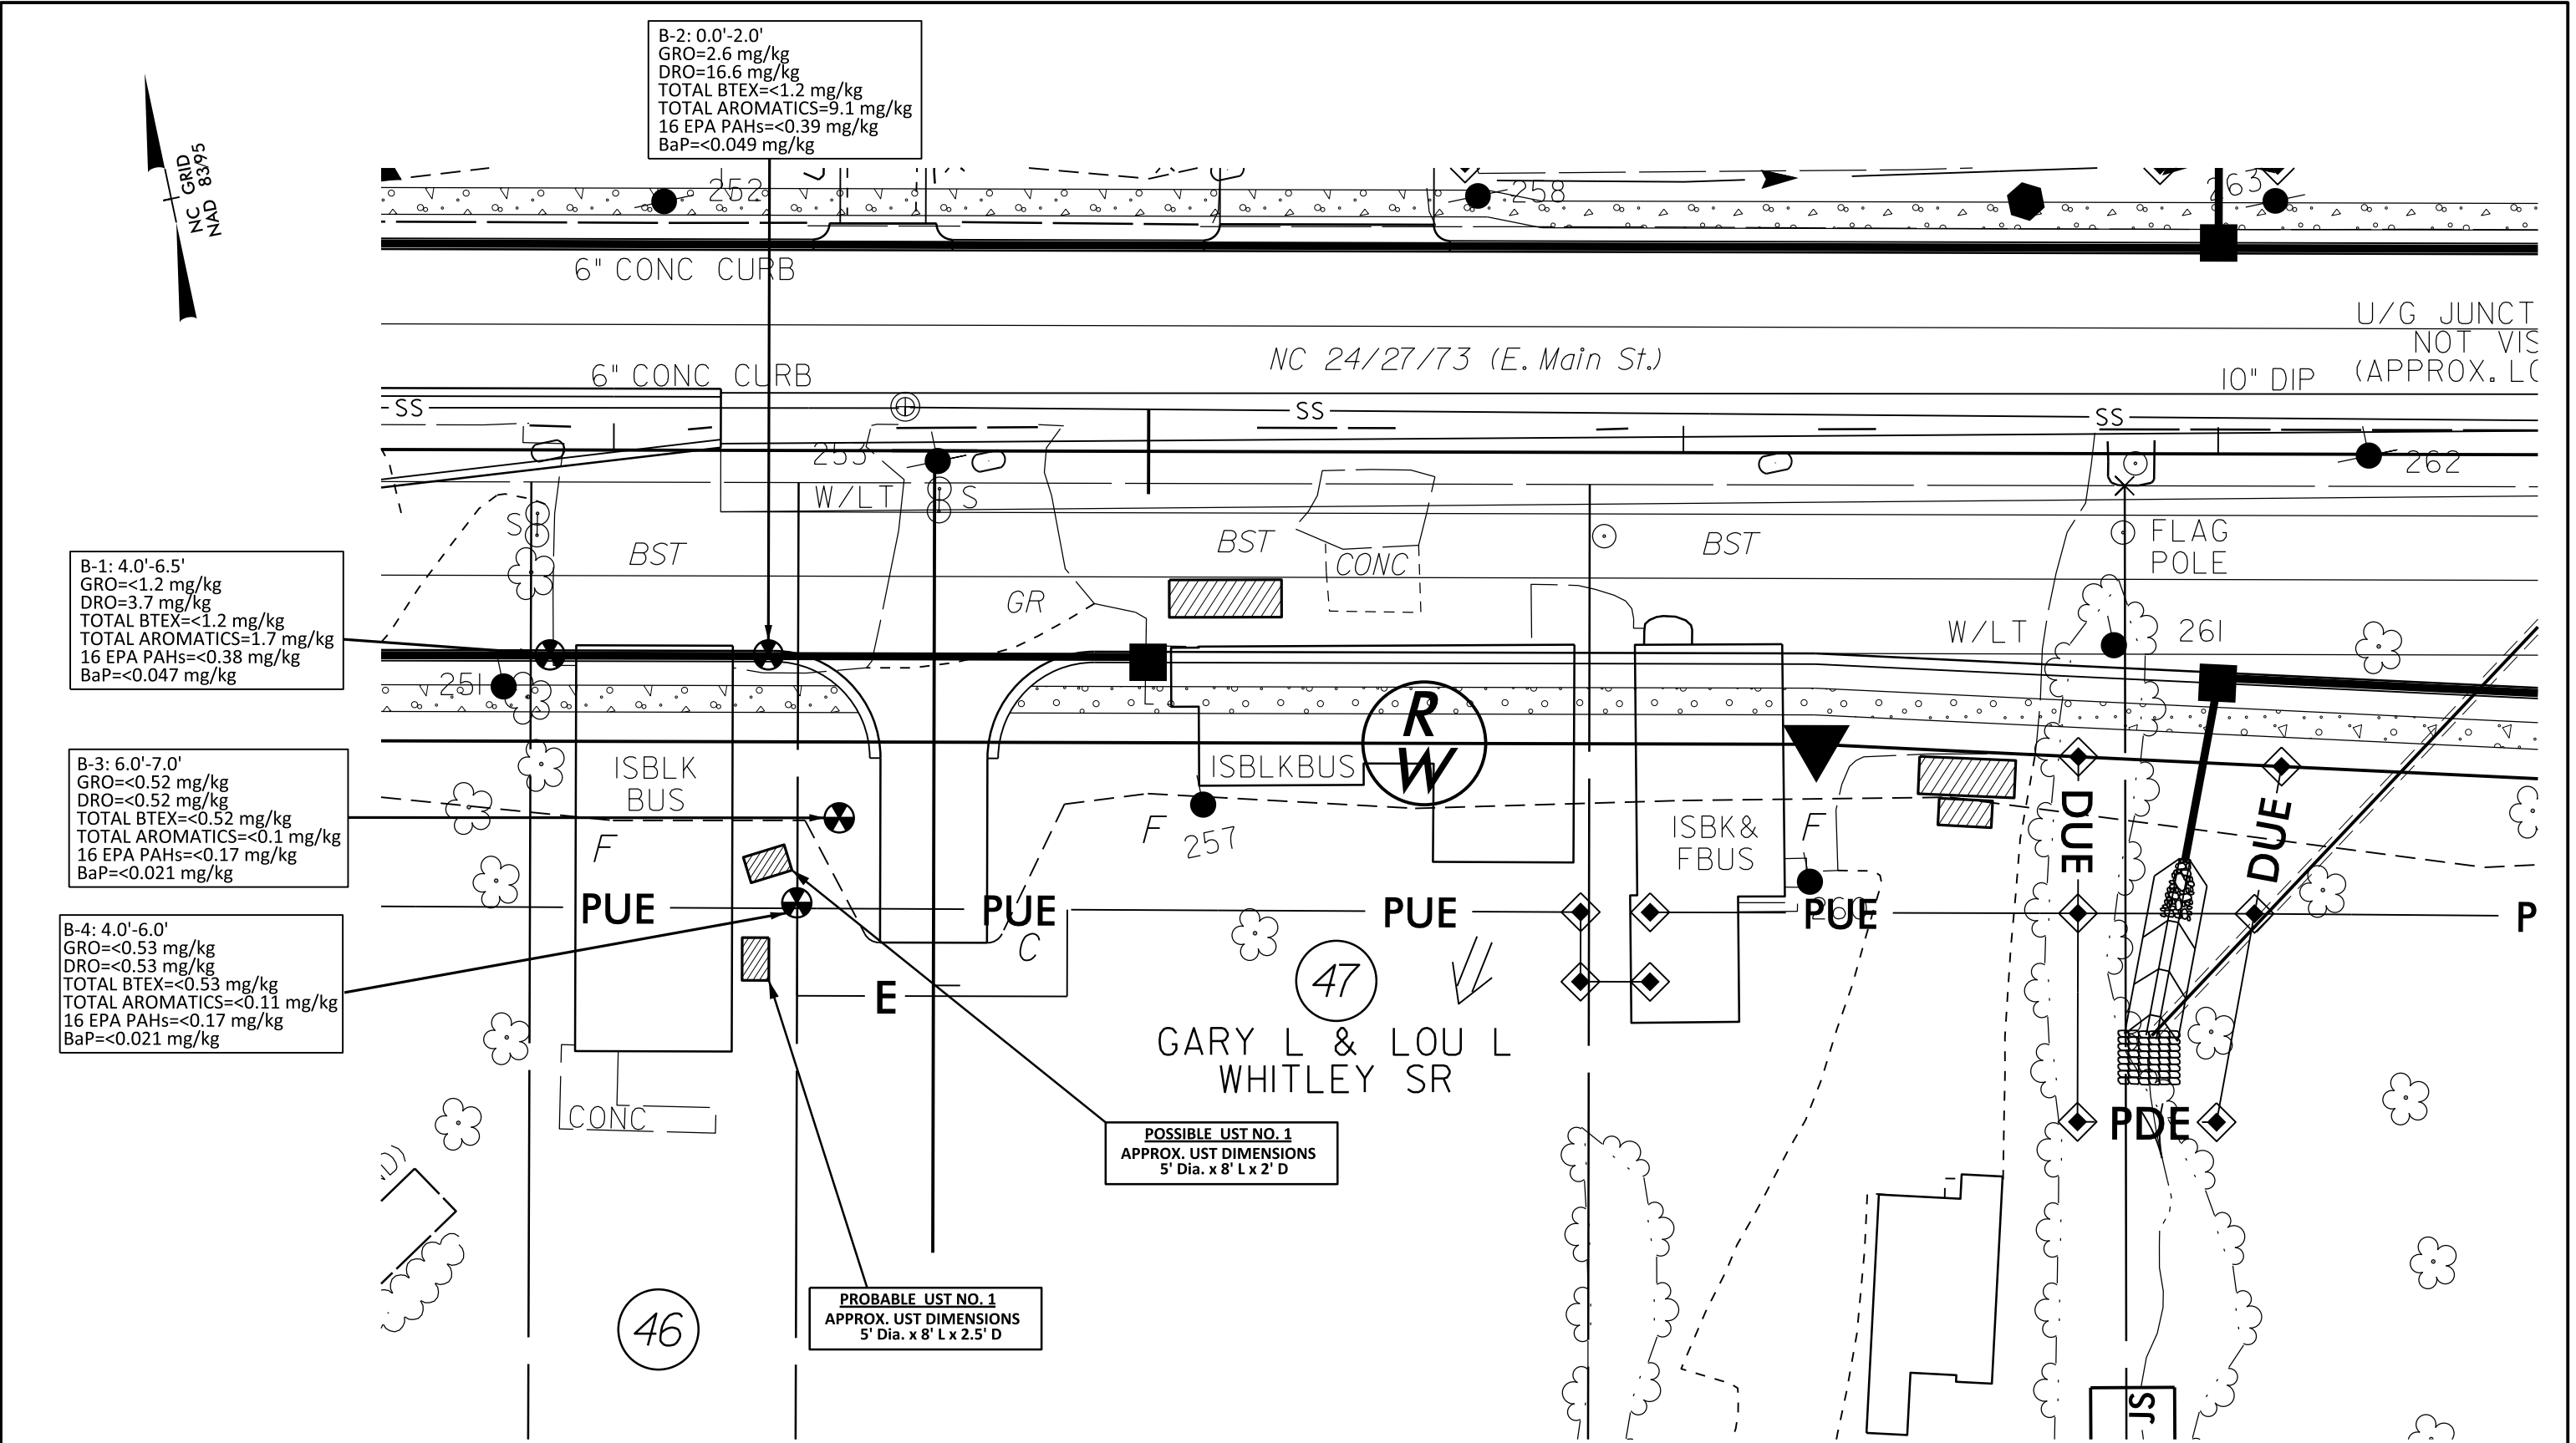 B-2: 0.0'-2.0'
GRO=2.6 mg/kg
DRO=16.6 mg/kg
TOTAL BTEX=<1.2 mg/kg
TOTAL AROMATICS=9.1 mg/kg
16 EPA PAHs=<0.39 mg/kg
BaP=<0.049 mg/kg
NC GRID
NAD 83/95
252
258
263
6" CONC CURB
U/G JUNCT
NOT VIS
(APPROX. LO
NC 24/27/73 (E. Main St.)
6" CONC CURB
10" DIP
SS
SS
SS
253
262
W/LT
S
S
FLAG
POLE
BST
BST
BST
CONC
GR
B-1: 4.0'-6.5'
GRO=<1.2 mg/kg
DRO=3.7 mg/kg
TOTAL BTEX=<1.2 mg/kg
TOTAL AROMATICS=1.7 mg/kg
16 EPA PAHs=<0.38 mg/kg
BaP=<0.047 mg/kg
W/LT
261
251
R
W
B-3: 6.0'-7.0'
GRO=<0.52 mg/kg
DRO=<0.52 mg/kg
TOTAL BTEX=<0.52 mg/kg
TOTAL AROMATICS=<0.1 mg/kg
16 EPA PAHs=<0.17 mg/kg
BaP=<0.021 mg/kg
ISBLK
BUS
ISBLKBUS
ISBK&
FBUS
F
F
F
257
DUE
DUE
PUE
PUE
PUE
PUE
260
P
C
B-4: 4.0'-6.0'
GRO=<0.53 mg/kg
DRO=<0.53 mg/kg
TOTAL BTEX=<0.53 mg/kg
TOTAL AROMATICS=<0.11 mg/kg
16 EPA PAHs=<0.17 mg/kg
BaP=<0.021 mg/kg
E
47
GARY L & LOU L
WHITLEY SR
CONC
PDE
POSSIBLE UST NO. 1
APPROX. UST DIMENSIONS
5' Dia. x 8' L x 2' D
PROBABLE UST NO. 1
APPROX. UST DIMENSIONS
5' Dia. x 8' L x 2.5' D
46
JS